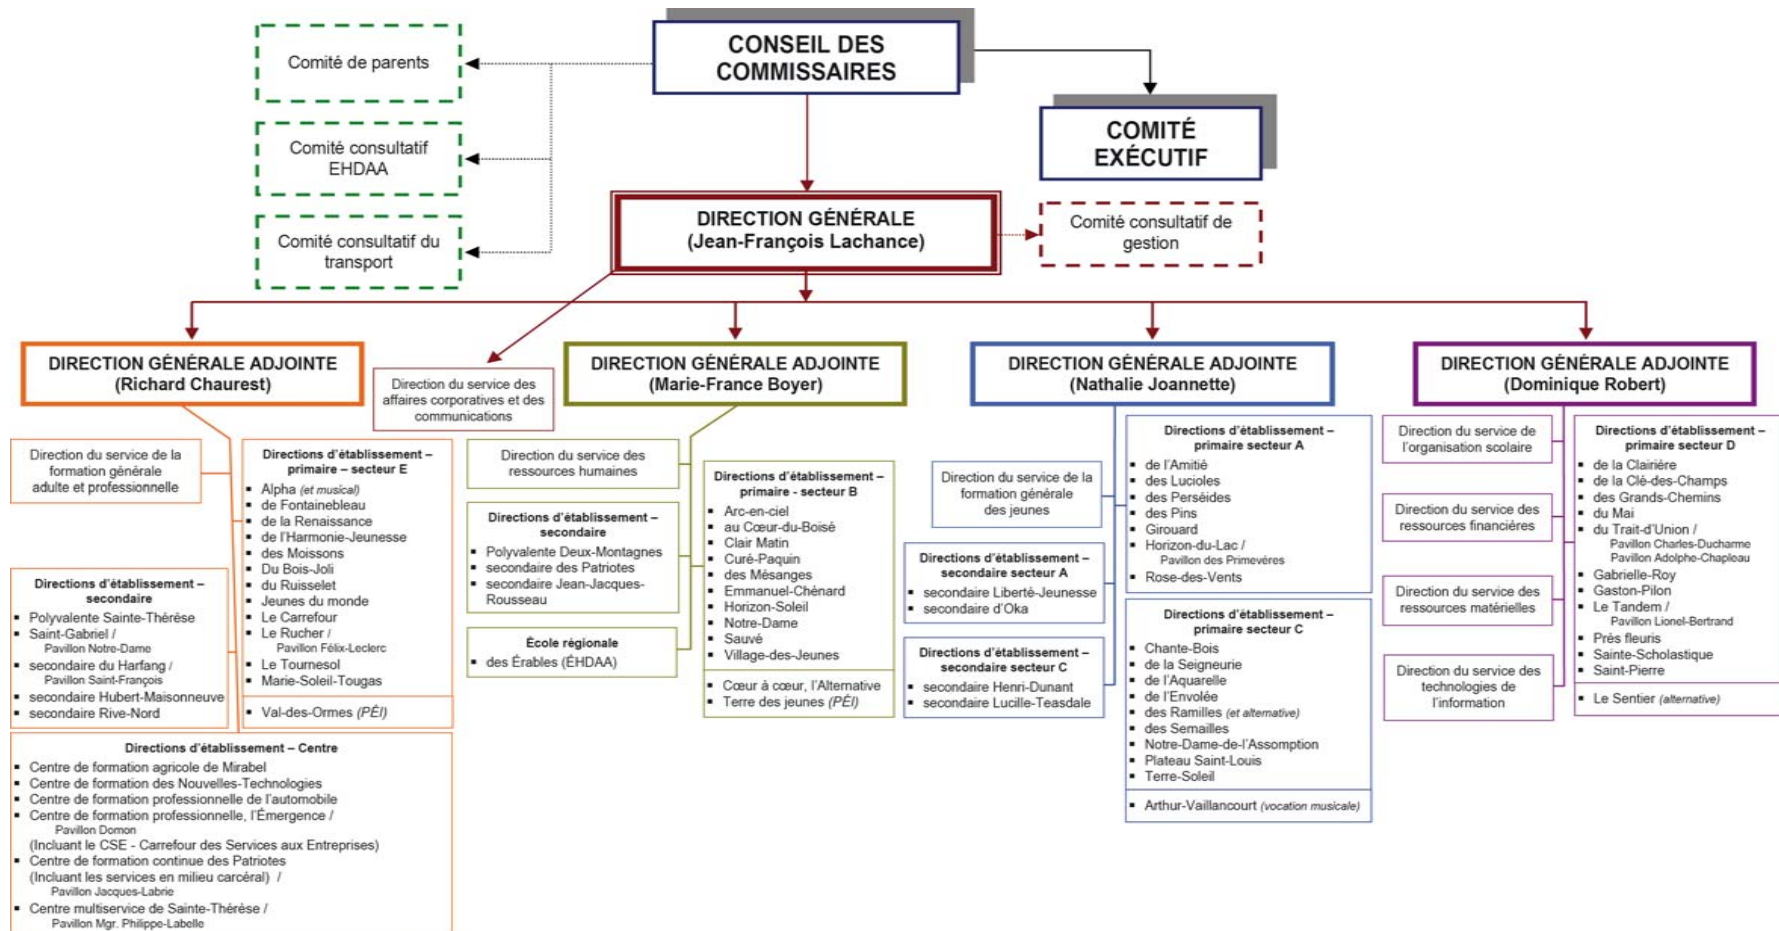 CONSEIL DES
COMMISSAIRES
Comité de parents
COMITÉ
EXÉCUTIF
Comité consultatif
EHDAA
DIRECTION GÉNÉRALE
(Jean-François Lachance)
Comité consultatif de
gestion
Comité consultatif du
transport
DIRECTION GÉNÉRALE ADJOINTE
(Richard Chaurest)
Direction du service des
affaires corporatives et des
communications
DIRECTION GÉNÉRALE ADJOINTE
(Marie-France Boyer)
DIRECTION GÉNÉRALE ADJOINTE
(Nathalie Joannette)
DIRECTION GÉNÉRALE ADJOINTE
(Dominique Robert)
Direction du service de la
formation générale
adulte et professionnelle
Directions d'établissement –
secondaire
▪ Polyvalente Sainte-Thérèse
▪ Saint-Gabriel /
Pavillon Notre-Dame
▪ secondaire du Harfang /
Pavillon Saint-François
▪ secondaire Hubert-Maisonneuve
▪ secondaire Rive-Nord
Directions d'établissement –
primaire – secteur E
▪ Alpha (et musical)
▪ de Fontainebleau
▪ de la Renaissance
▪ de l'Harmonie-Jeunesse
▪ des Moissons
▪ Du Bois-Joli
▪ du Ruisselet
▪ Jeunes du monde
▪ Le Carrefour
▪ Le Rucher /
Pavillon Félix-Leclerc
▪ Le Tournesol
▪ Marie-Soleil-Tougas
▪ Val-des-Ormes (PÉI)
Directions d'établissement – Centre
▪ Centre de formation agricole de Mirabel
▪ Centre de formation des Nouvelles-Technologies
▪ Centre de formation professionnelle de l'automobile
▪ Centre de formation professionnelle, l'Émergence /
Pavillon Domon
(Incluant le CSE - Carrefour des Services aux Entreprises)
▪ Centre de formation continue des Patriotes
(Incluant les services en milieu carcéral) /
Pavillon Jacques-Labrie
▪ Centre multiservice de Sainte-Thérèse /
Pavillon Mgr. Philippe-Labelle
Direction du service des
ressources humaines
Directions d'établissement –
secondaire
▪ Polyvalente Deux-Montagnes
▪ secondaire des Patriotes
▪ secondaire Jean-Jacques-
Rousseau
École régionale
▪ des Érables (ÉHDAA)
Directions d'établissement –
primaire - secteur B
▪ Arc-en-ciel
▪ au Cœur-du-Boisé
▪ Clair Matin
▪ Curé-Paquin
▪ des Mésanges
▪ Emmanuel-Chénard
▪ Horizon-Soleil
▪ Notre-Dame
▪ Sauvé
▪ Village-des-Jeunes
▪ Cœur à cœur, l'Alternative
▪ Terre des jeunes (PÉI)
Direction du service de la
formation générale
des jeunes
Directions d'établissement –
secondaire secteur A
▪ secondaire Liberté-Jeunesse
▪ secondaire d'Oka
Directions d'établissement –
secondaire secteur C
▪ secondaire Henri-Dunant
▪ secondaire Lucille-Teasdale
Directions d'établissement –
primaire secteur A
▪ de l'Amitié
▪ des Lucioles
▪ des Perséides
▪ des Pins
▪ Girouard
▪ Horizon-du-Lac /
Pavillon des Primevères
▪ Rose-des-Vents
Directions d'établissement –
primaire secteur C
▪ Chante-Bois
▪ de la Seigneurie
▪ de l'Aquarelle
▪ de l'Envolée
▪ des Ramilles (et alternative)
▪ des Semailles
▪ Notre-Dame-de-l'Assomption
▪ Plateau Saint-Louis
▪ Terre-Soleil
▪ Arthur-Vaillancourt (vocation musicale)
Direction du service de
l'organisation scolaire
Direction du service des
ressources financières
Direction du service des
ressources matérielles
Direction du service des
technologies de
l'information
Directions d'établissement –
primaire secteur D
▪ de la Clairière
▪ de la Clé-des-Champs
▪ des Grands-Chemins
▪ du Mai
▪ du Trait-d'Union /
Pavillon Charles-Ducharme
Pavillon Adolphe-Chapleau
▪ Gabrielle-Roy
▪ Gaston-Pilon
▪ Le Tandem /
Pavillon Lionel-Bertrand
▪ Prés fleuris
▪ Sainte-Scholastique
▪ Saint-Pierre
▪ Le Sentier (alternative)